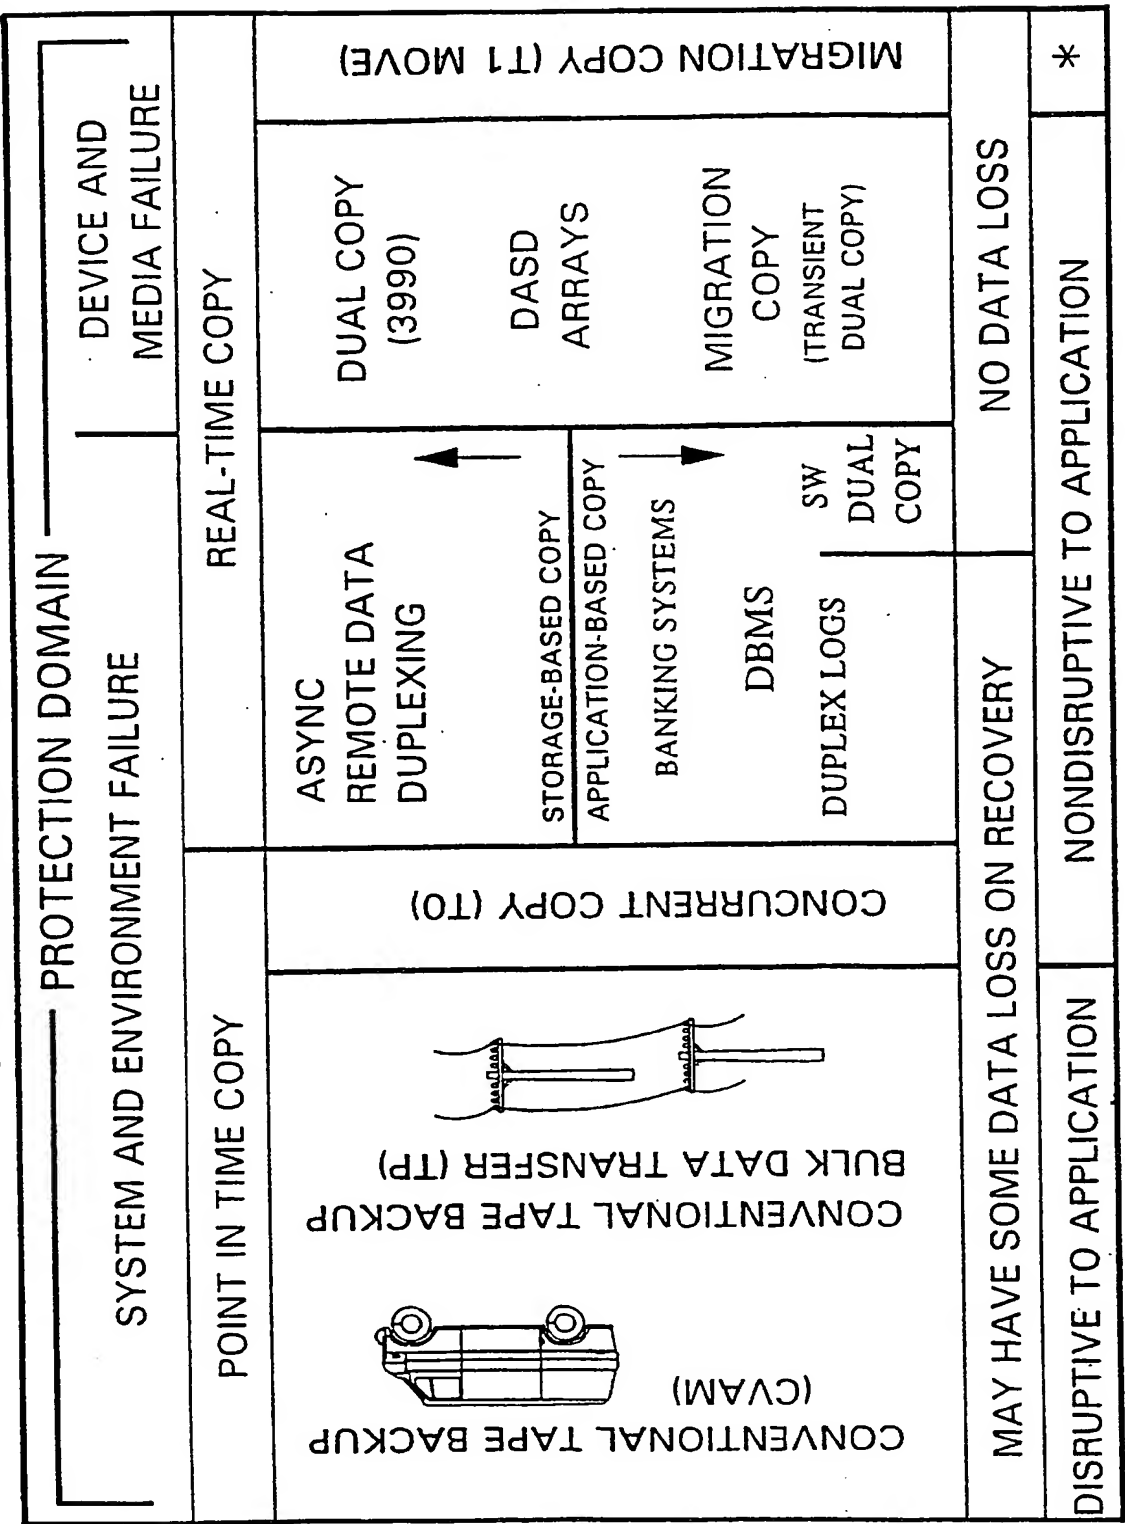 PROTECTION DOMAIN
SYSTEM AND ENVIRONMENT FAILURE
DEVICE AND
MEDIA FAILURE
POINT IN TIME COPY
REAL-TIME COPY
CONVENTIONAL TAPE BACKUP
(CVAM)
CONVENTIONAL TAPE BACKUP
BULK DATA TRANSFER (TP)
CONCURRENT COPY (T0)
ASYNC
REMOTE DATA
DUPLEXING
STORAGE-BASED COPY
APPLICATION-BASED COPY
BANKING SYSTEMS
DBMS
DUPLEX LOGS
SW
DUAL
COPY
DUAL COPY
(3990)
DASD
ARRAYS
MIGRATION
COPY
(TRANSIENT
DUAL COPY)
MIGRATION COPY (T1 MOVE)
MAY HAVE SOME DATA LOSS ON RECOVERY
NO DATA LOSS
DISRUPTIVE TO APPLICATION
NONDISRUPTIVE TO APPLICATION
*